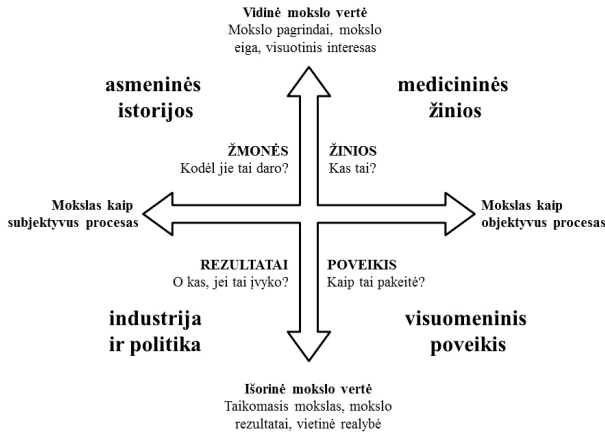 Vidinė mokslo vertė
Mokslo pagrindai, mokslo
eiga, visuotinis interesas
asmeninės
istorijos
medicininės
žinios
ŽMONĖS
Kodėl jie tai daro?
ŽINIOS
Kas tai?
Mokslas kaip
subjektyvus procesas
Mokslas kaip
objektyvus procesas
REZULTATAI
O kas, jei tai įvyko?
POVEIKIS
Kaip tai pakeitė?
industrija
ir politika
visuomeninis
poveikis
Išorinė mokslo vertė
Taikomasis mokslas, mokslo
rezultatai, vietinė realybė